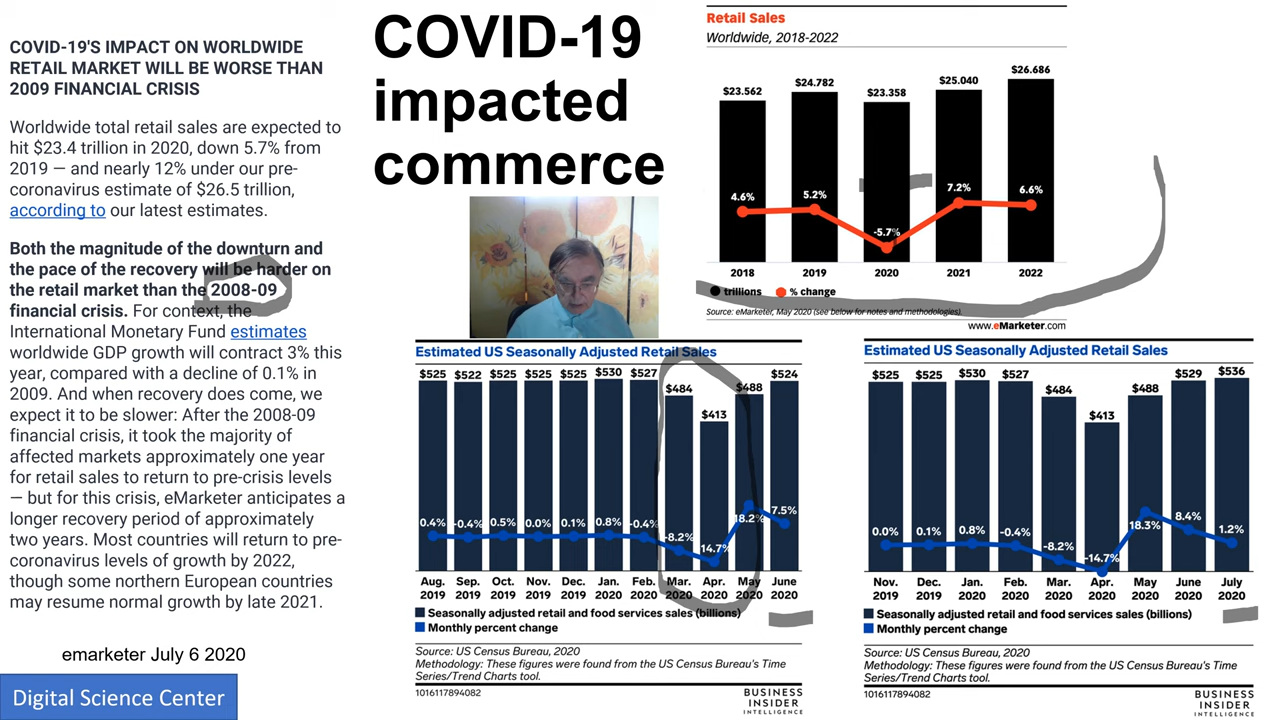 COVID-19'S IMPACT ON WORLDWIDE
RETAIL MARKET WILL BE WORSE THAN
2009 FINANCIAL CRISIS
Worldwide total retail sales are expected to
hit $23.4 trillion in 2020, down 5.7% from
2019 — and nearly 12% under our pre-
coronavirus estimate of $26.5 trillion,
according to our latest estimates.
Both the magnitude of the downturn and
the pace of the recovery will be harder on
the retail market than the 2008-09
financial crisis. For context, the
International Monetary Fund estimates
worldwide GDP growth will contract 3% this
year, compared with a decline of 0.1% in
2009. And when recovery does come, we
expect it to be slower: After the 2008-09
financial crisis, it took the majority of
affected markets approximately one year
for retail sales to return to pre-crisis levels
— but for this crisis, eMarketer anticipates a
longer recovery period of approximately
two years. Most countries will return to pre-
coronavirus levels of growth by 2022,
though some northern European countries
may resume normal growth by late 2021.
emarketer July 6 2020
Digital Science Center
COVID-19
impacted
commerce
Retail Sales
Worldwide, 2018-2022
$23.562 $24.782 $23.358 $25.040 $26.686
4.6% 5.2% -5.7% 7.2% 6.6%
2018 2019 2020 2021 2022
trillions % change
Source: eMarketer, May 2020 (see below for notes and methodologies)
www.eMarketer.com
Estimated US Seasonally Adjusted Retail Sales
$525 $522 $525 $525 $525 $530 $527 $484 $413 $488 $524
0.4% -0.4% 0.5% 0.0% 0.1% 0.8% -0.4% -8.2% 14.7% 18.2% 7.5%
Aug. Sep. Oct. Nov. Dec. Jan. Feb. Mar. Apr. May June
2019 2019 2019 2019 2019 2020 2020 2020 2020 2020 2020
Seasonally adjusted retail and food services sales (billions)
Monthly percent change
Source: US Census Bureau, 2020
Methodology: These figures were found from the US Census Bureau's Time
Series/Trend Charts tool.
1016117894082
BUSINESS
INSIDER
INTELLIGENCE
Estimated US Seasonally Adjusted Retail Sales
$525 $525 $530 $527 $484 $413 $488 $529 $536
0.0% 0.1% 0.8% -0.4% -8.2% -14.7% 18.3% 8.4% 1.2%
Nov. Dec. Jan. Feb. Mar. Apr. May June July
2019 2019 2020 2020 2020 2020 2020 2020 2020
Seasonally adjusted retail and food services sales (billions)
Monthly percent change
Source: US Census Bureau, 2020
Methodology: These figures were found from the US Census Bureau's Time
Series/Trend Charts tool.
1016117894082
BUSINESS
INSIDER
INTELLIGENCE